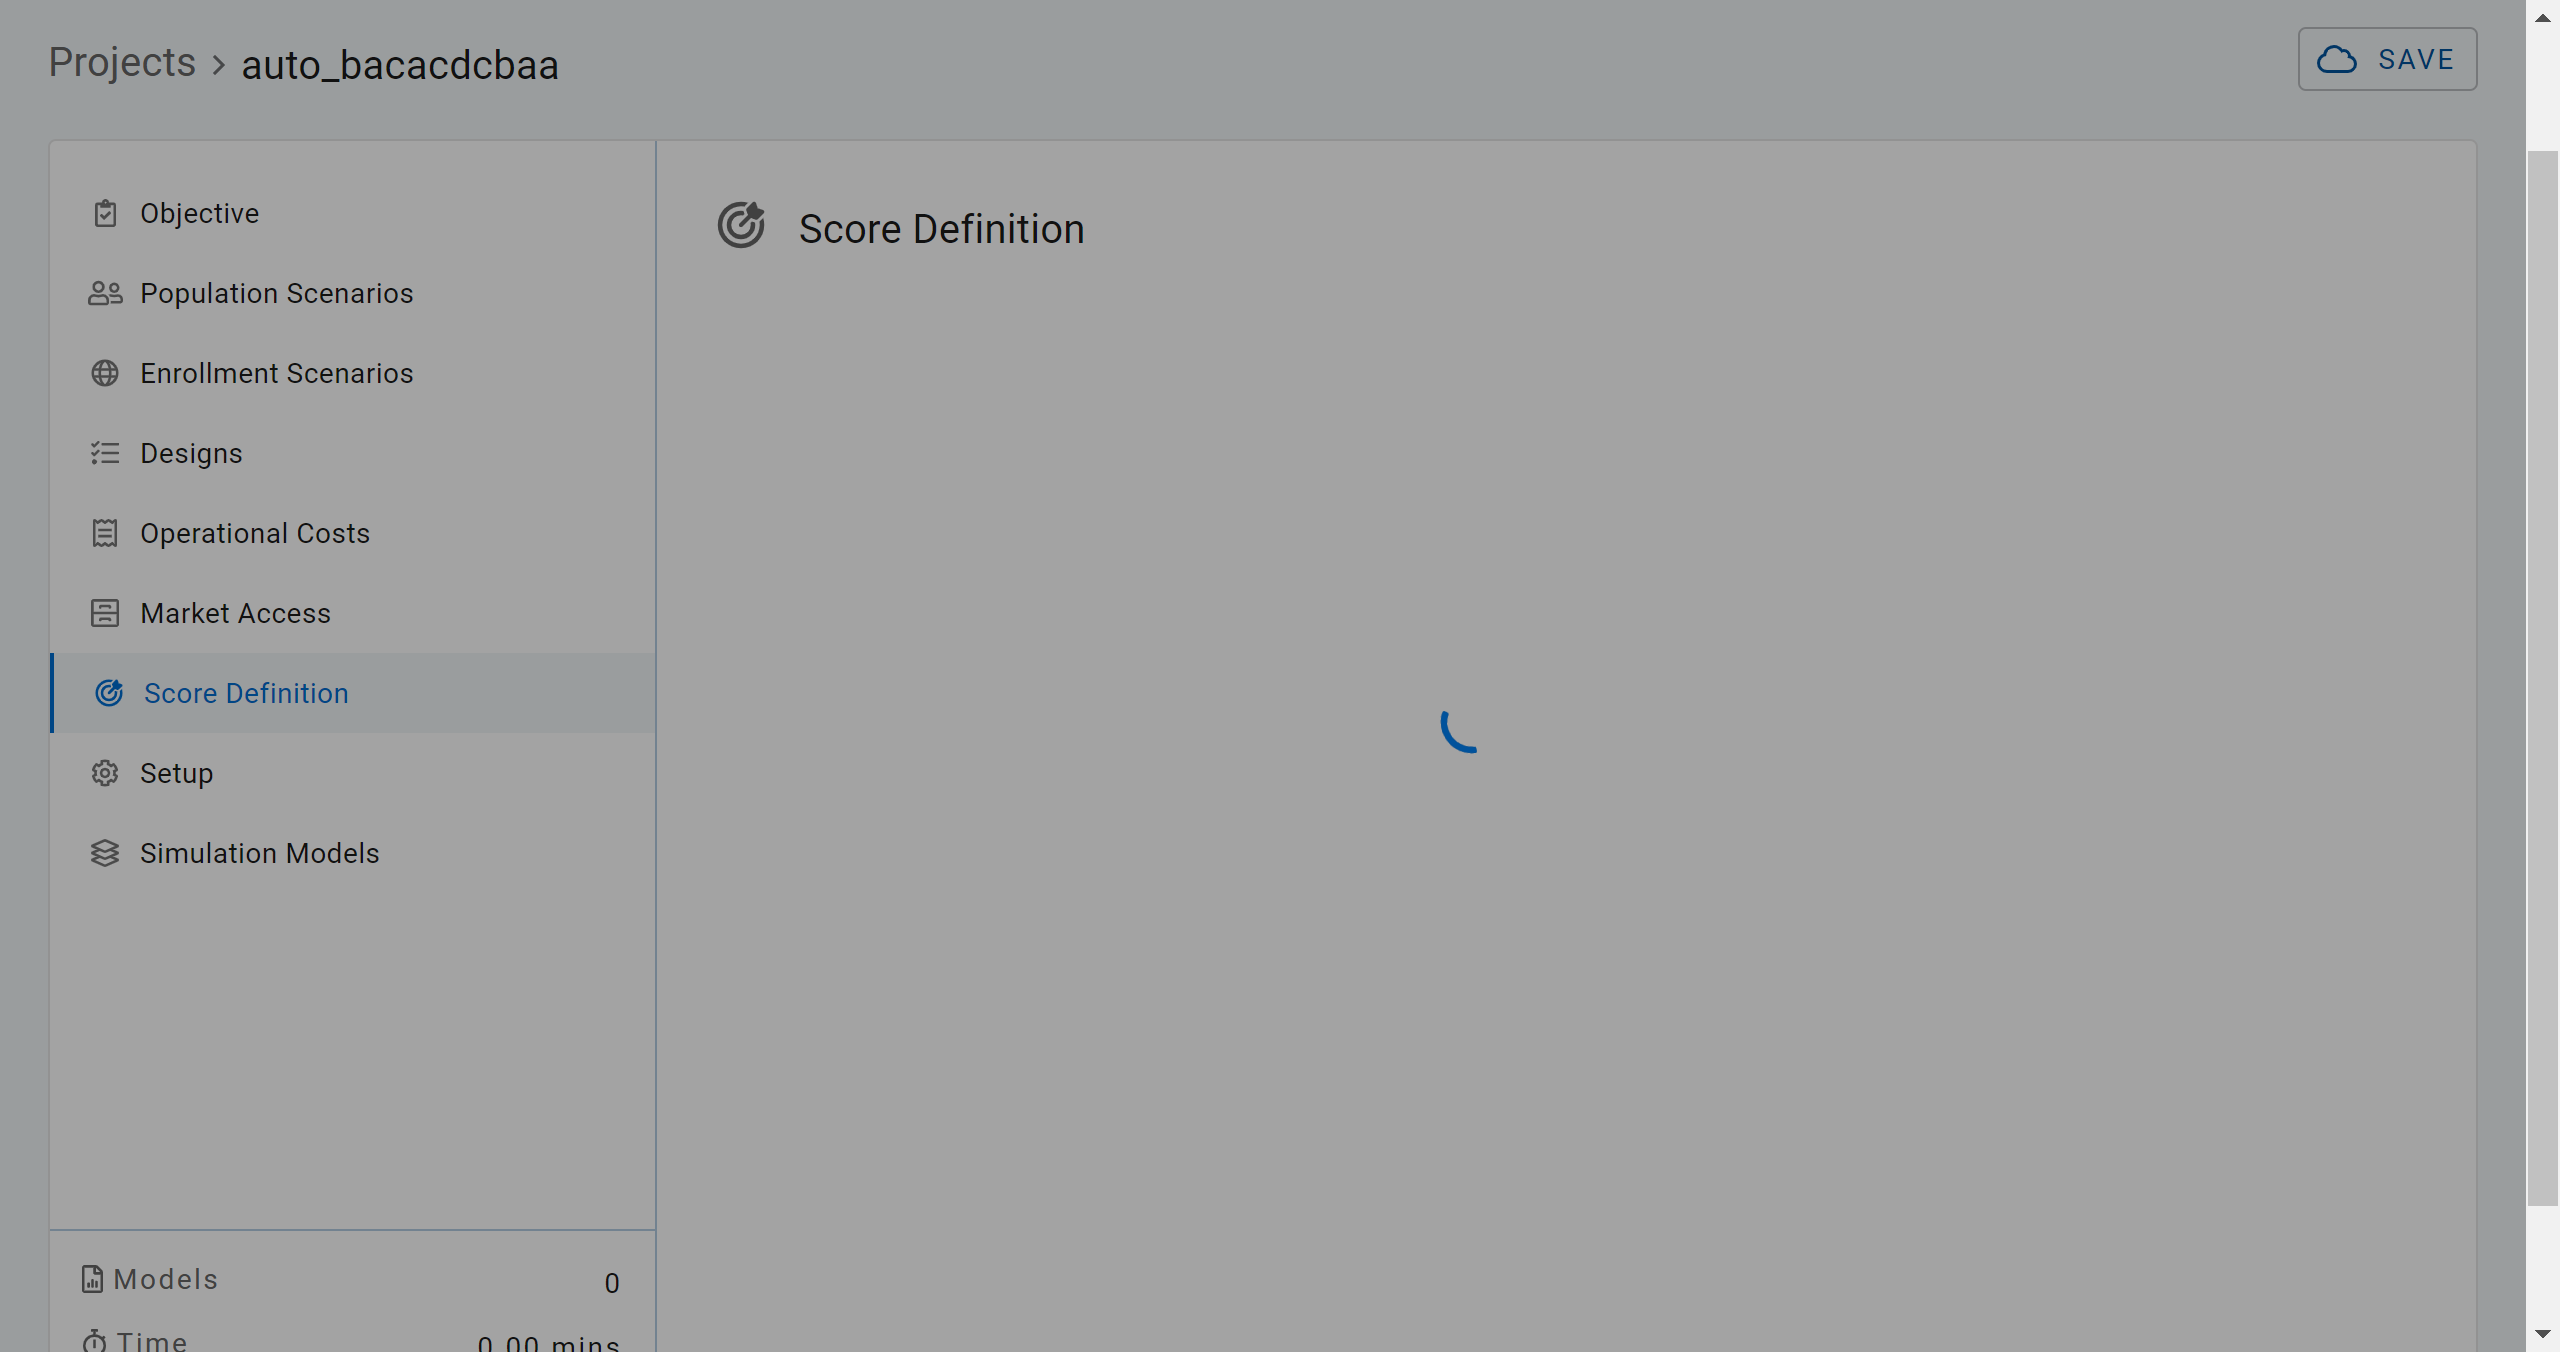 Projects > auto_bacacdcbaa
SAVE
Objective
Population Scenarios
Enrollment Scenarios
Designs
Operational Costs
Market Access
Score Definition
Setup
Simulation Models
Score Definition
Models 0
Time 0.00 mins